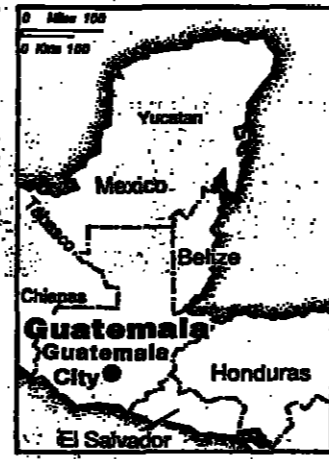 0 Miles 100
0 Kms 100
Yucatan
Mexico
Tabasco
Belize
Chiapas
Guatemala
Guatemala
City
Honduras
El Salvador